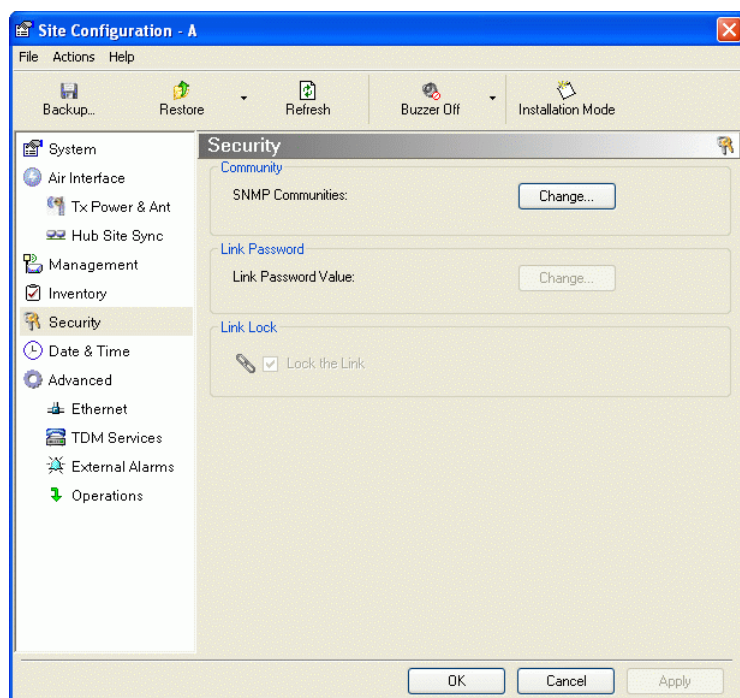 Site Configuration - A
File Actions Help
Backup... Restore Refresh Buzzer Off Installation Mode
System
Air Interface
Tx Power & Ant
Hub Site Sync
Management
Inventory
Security
Date & Time
Advanced
Ethernet
TDM Services
External Alarms
Operations
Security
Community
SNMP Communities: Change...
Link Password
Link Password Value: Change...
Link Lock
Lock the Link
OK Cancel Apply